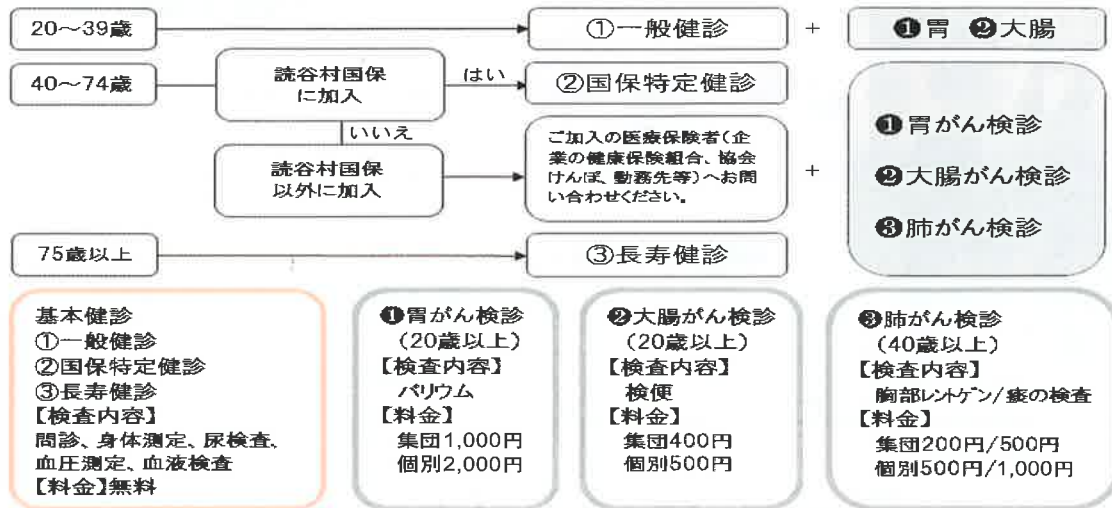 20～39歳
①一般健診
+
❶胃 ❷大腸
40～74歳
読谷村国保
に加入
はい
②国保特定健診
いいえ
読谷村国保
以外に加入
ご加入の医療保険者(企
業の健康保険組合、協会
けんぽ、勤務先等)へお問
い合わせください。
+
❶胃がん検診
❷大腸がん検診
❸肺がん検診
75歳以上
③長寿健診
基本健診
①一般健診
②国保特定健診
③長寿健診
【検査内容】
問診、身体測定、尿検査、
血圧測定、血液検査
【料金】無料
❶胃がん検診
(20歳以上)
【検査内容】
バリウム
【料金】
集団1,000円
個別2,000円
❷大腸がん検診
(20歳以上)
【検査内容】
検便
【料金】
集団400円
個別500円
❸肺がん検診
(40歳以上)
【検査内容】
胸部レントゲン/痰の検査
【料金】
集団200円/500円
個別500円/1,000円